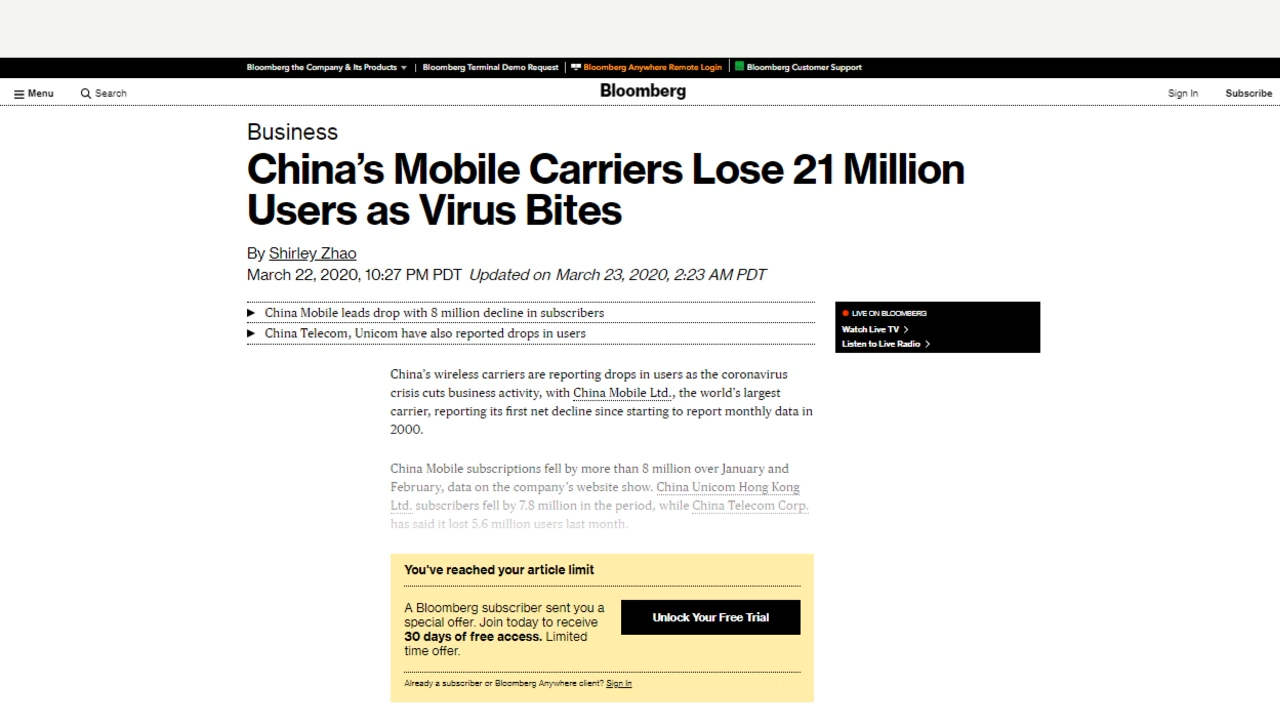 Bloomberg the Company & Its Products
Bloomberg Terminal Demo Request
Bloomberg Anywhere Remote Login
Bloomberg Customer Support
Menu
Search
Bloomberg
Sign In
Subscribe
Business
China’s Mobile Carriers Lose 21 Million
Users as Virus Bites
By Shirley Zhao
March 22, 2020, 10:27 PM PDT Updated on March 23, 2020, 2:23 AM PDT
China Mobile leads drop with 8 million decline in subscribers
China Telecom, Unicom have also reported drops in users
LIVE ON BLOOMBERG
Watch Live TV
Listen to Live Radio
China’s wireless carriers are reporting drops in users as the coronavirus
crisis cuts business activity, with China Mobile Ltd., the world’s largest
carrier, reporting its first net decline since starting to report monthly data in
2000.
China Mobile subscriptions fell by more than 8 million over January and
February, data on the company’s website show. China Unicom Hong Kong
Ltd. subscribers fell by 7.8 million in the period, while China Telecom Corp.
has said it lost 5.6 million users last month.
You've reached your article limit
A Bloomberg subscriber sent you a
special offer. Join today to receive
30 days of free access. Limited
time offer.
Unlock Your Free Trial
Already a subscriber or Bloomberg Anywhere client? Sign In